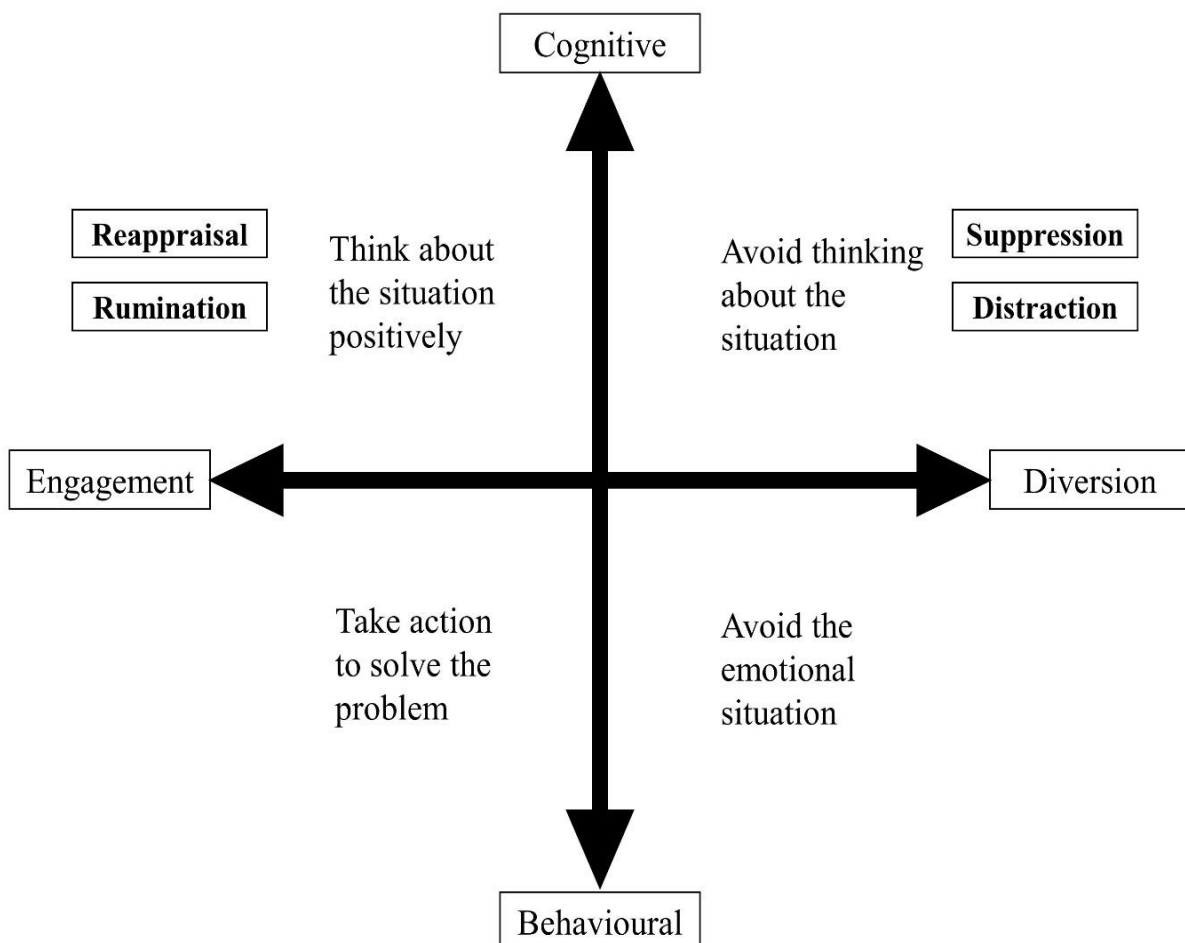 Cognitive
Reappraisal
Rumination
Think about
the situation
positively
Avoid thinking
about the
situation
Suppression
Distraction
Engagement
Diversion
Take action
to solve the
problem
Avoid the
emotional
situation
Behavioural